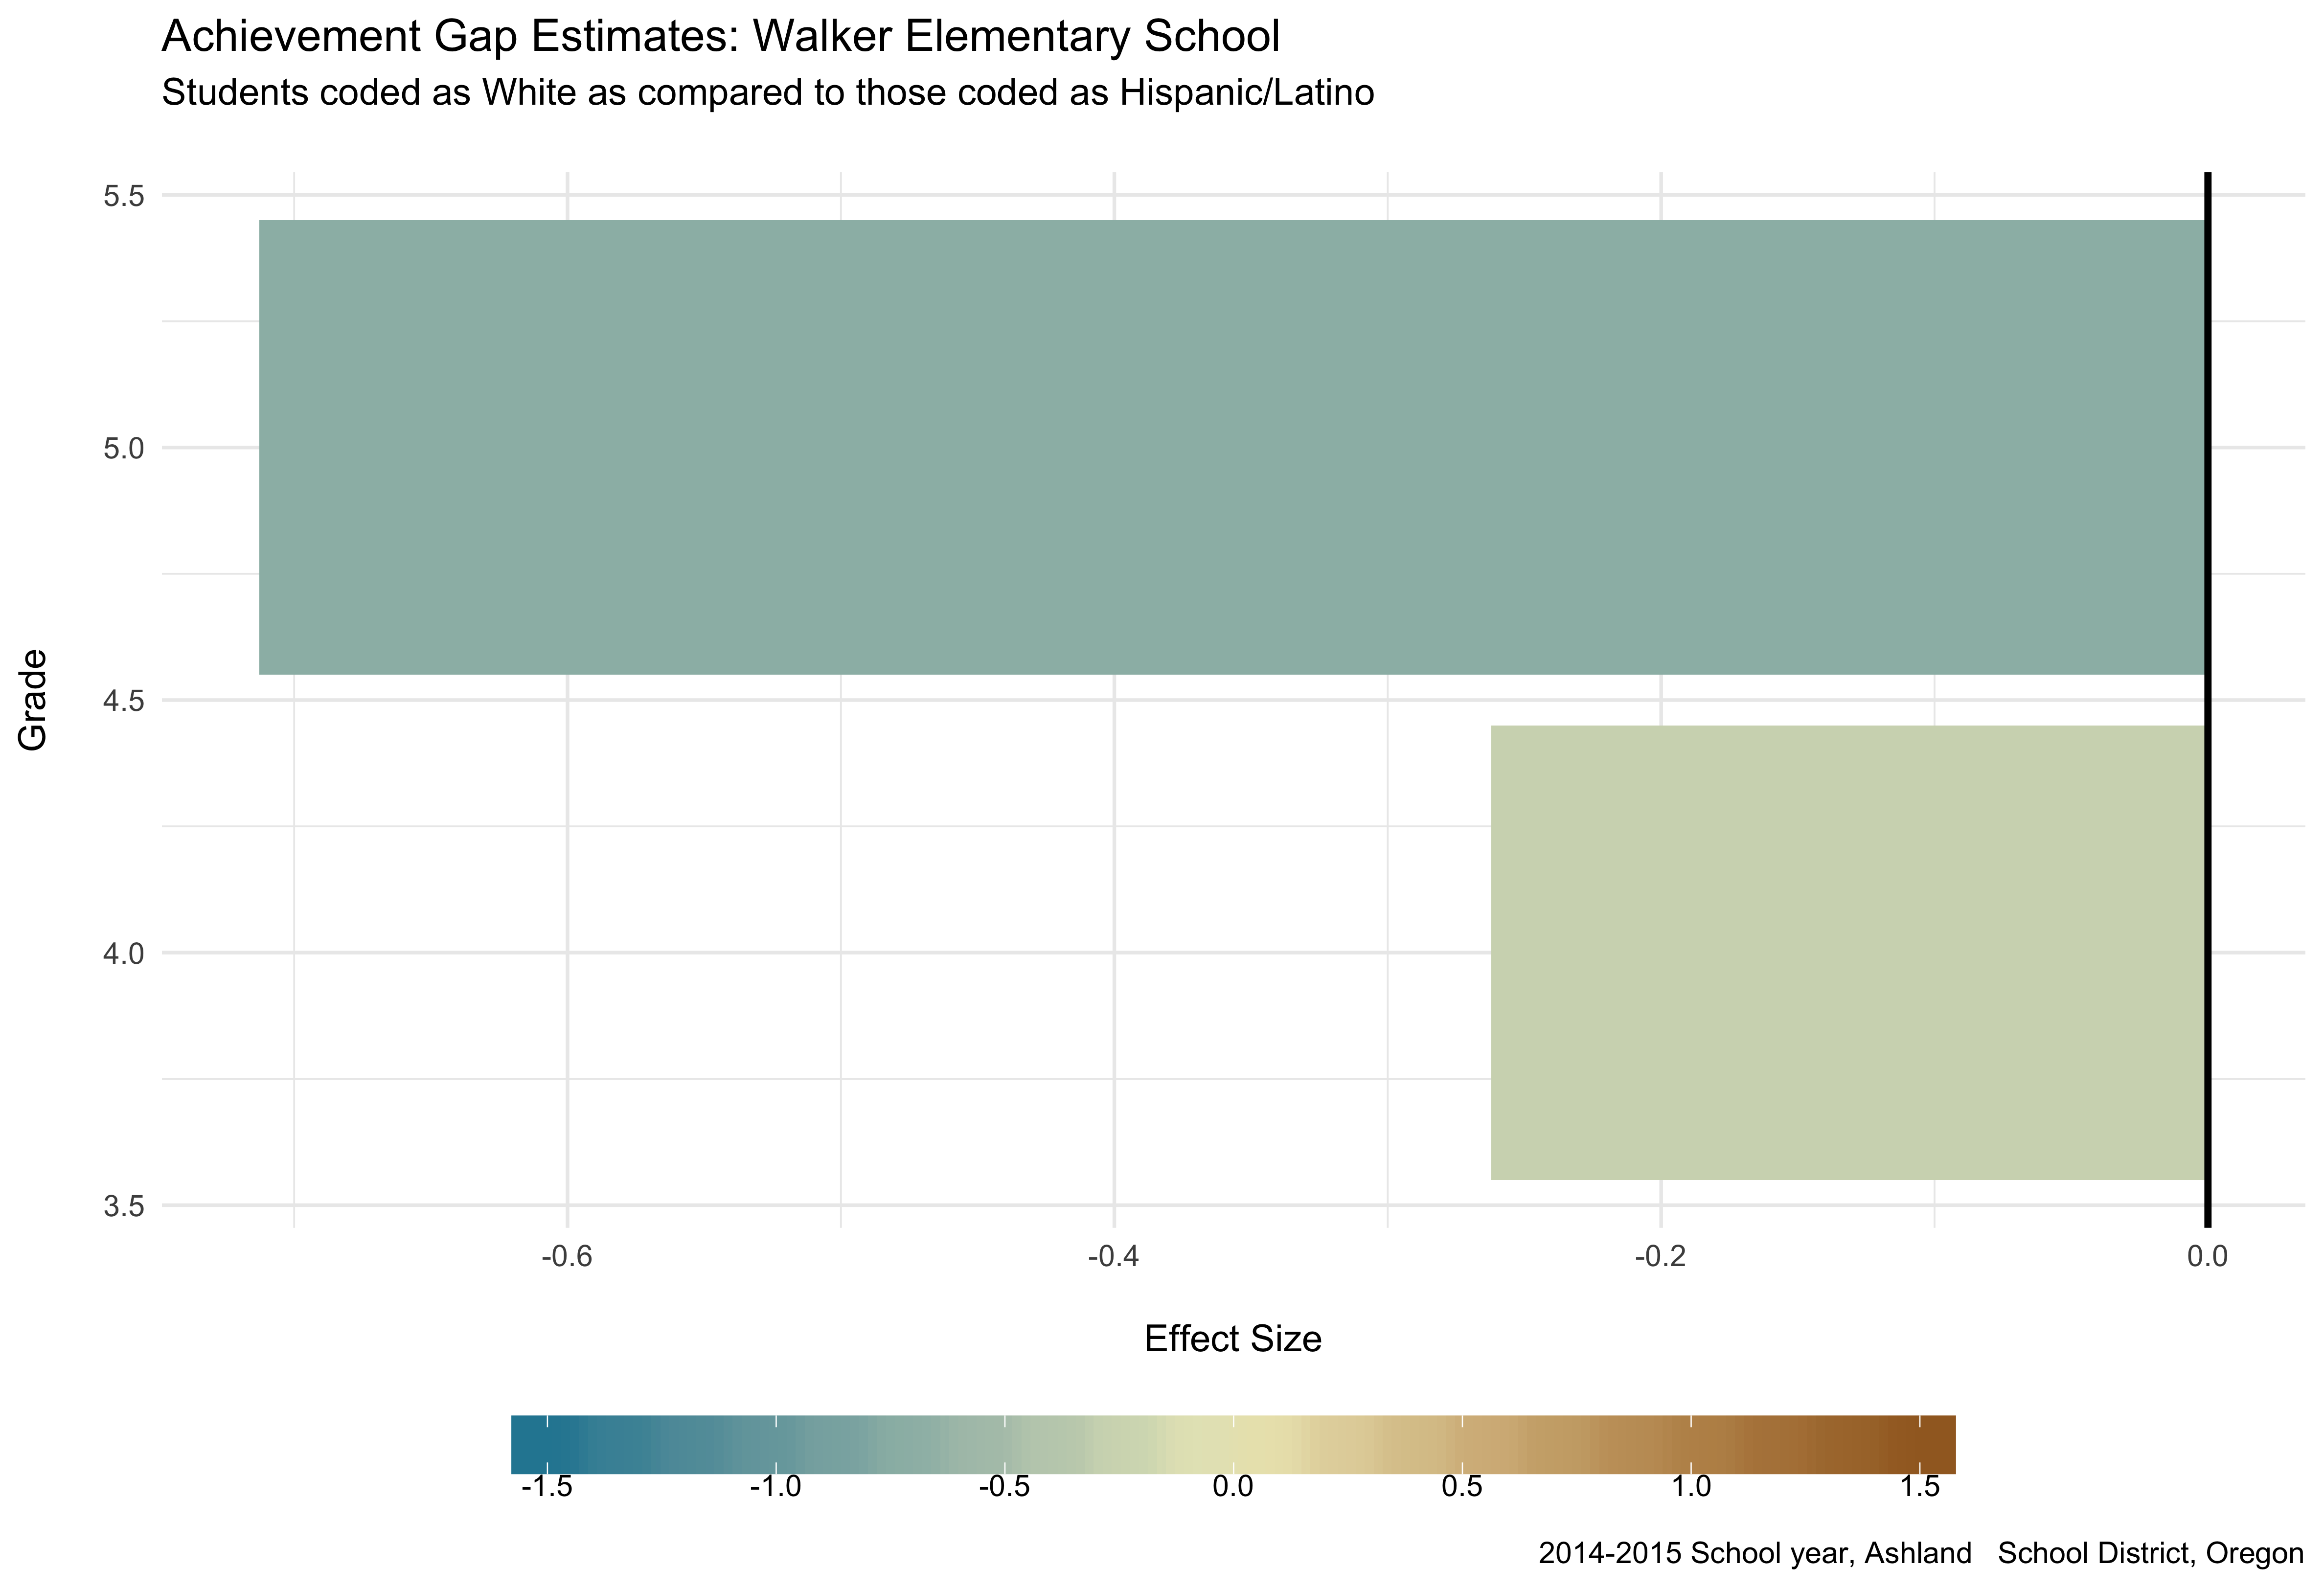 Achievement Gap Estimates: Walker Elementary School
Students coded as White as compared to those coded as Hispanic/Latino
5.5
5.0
4.5
4.0
3.5
Grade
-0.6 -0.4 -0.2 0.0
Effect Size
-1.5 -1.0 -0.5 0.0 0.5 1.0 1.5
2014-2015 School year, Ashland   School District, Oregon